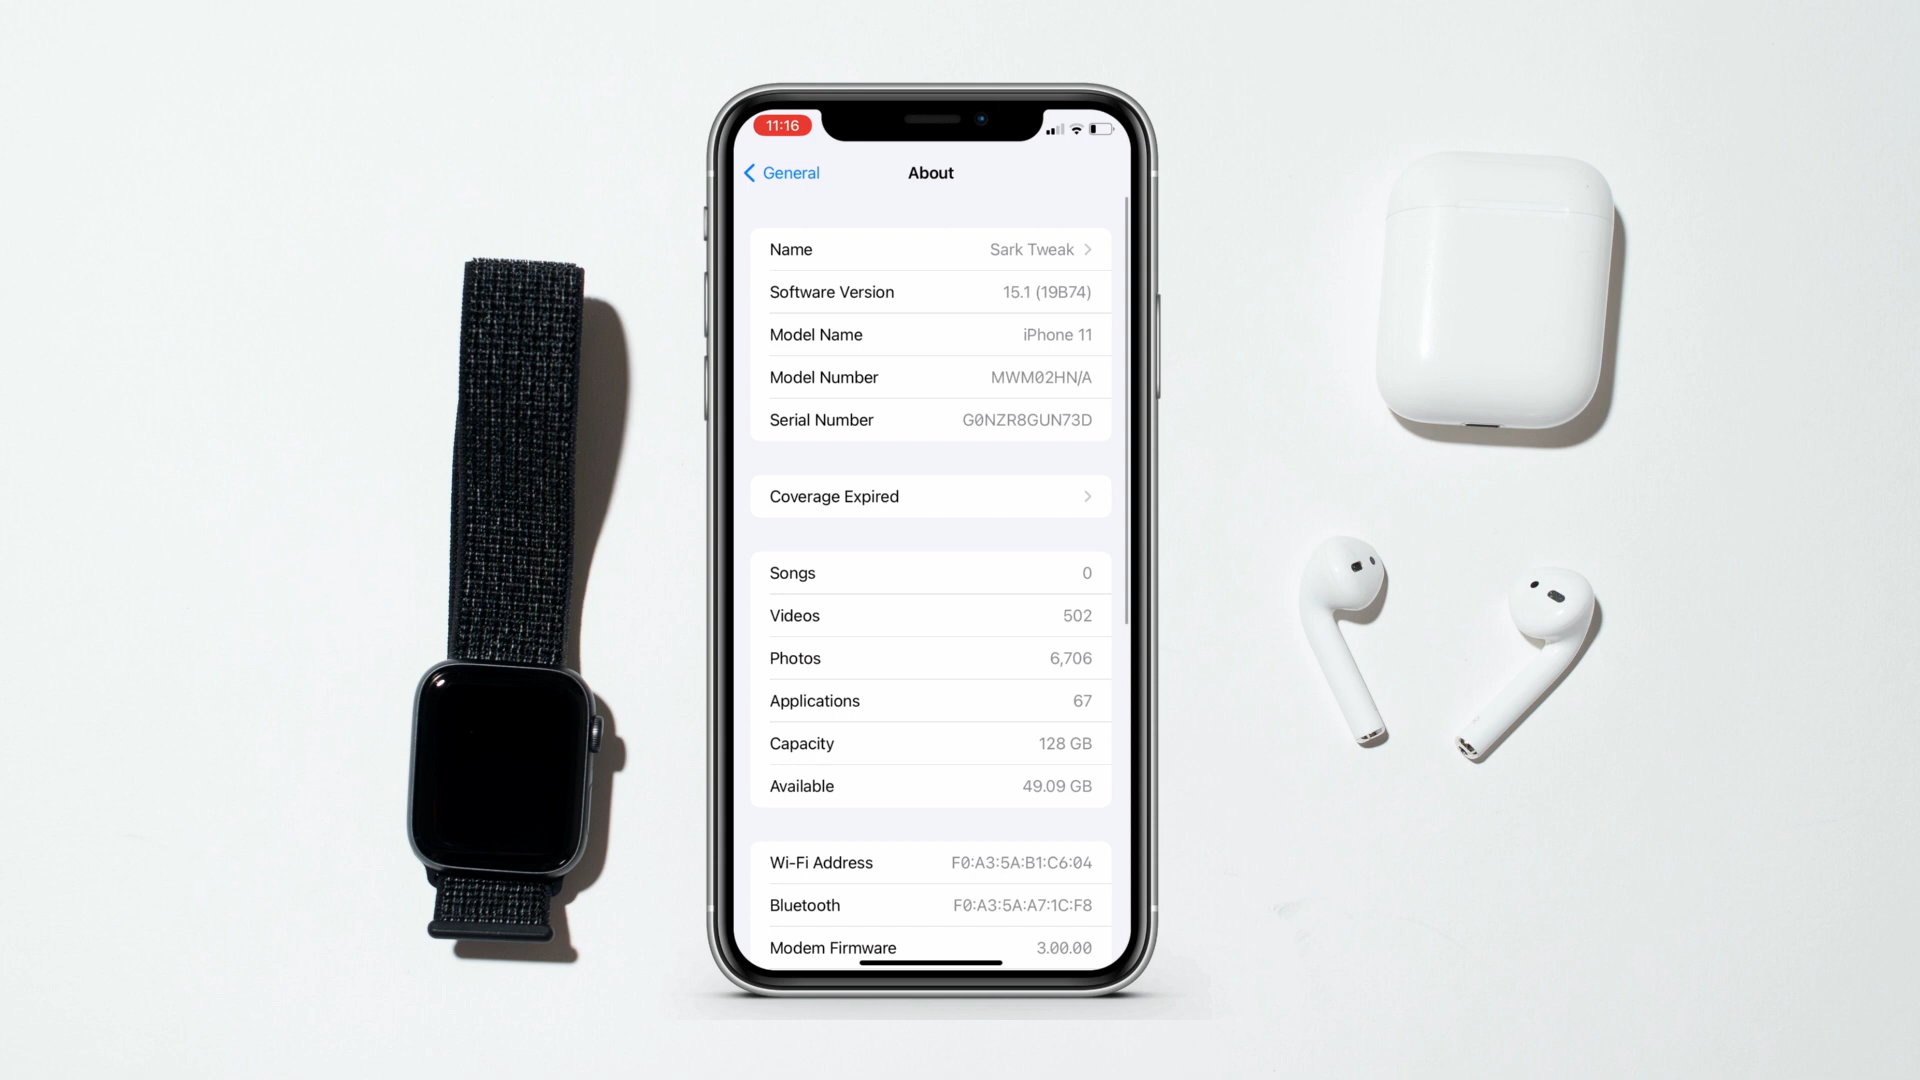 11:16
General
About
Name Sark Tweak
Software Version 15.1 (19B74)
Model Name iPhone 11
Model Number MWM02HN/A
Serial Number G0NZR8GUN73D
Coverage Expired
Songs 0
Videos 502
Photos 6,706
Applications 67
Capacity 128 GB
Available 49.09 GB
Wi-Fi Address F0:A3:5A:B1:C6:04
Bluetooth F0:A3:5A:A7:1C:F8
Modem Firmware 3.00.00